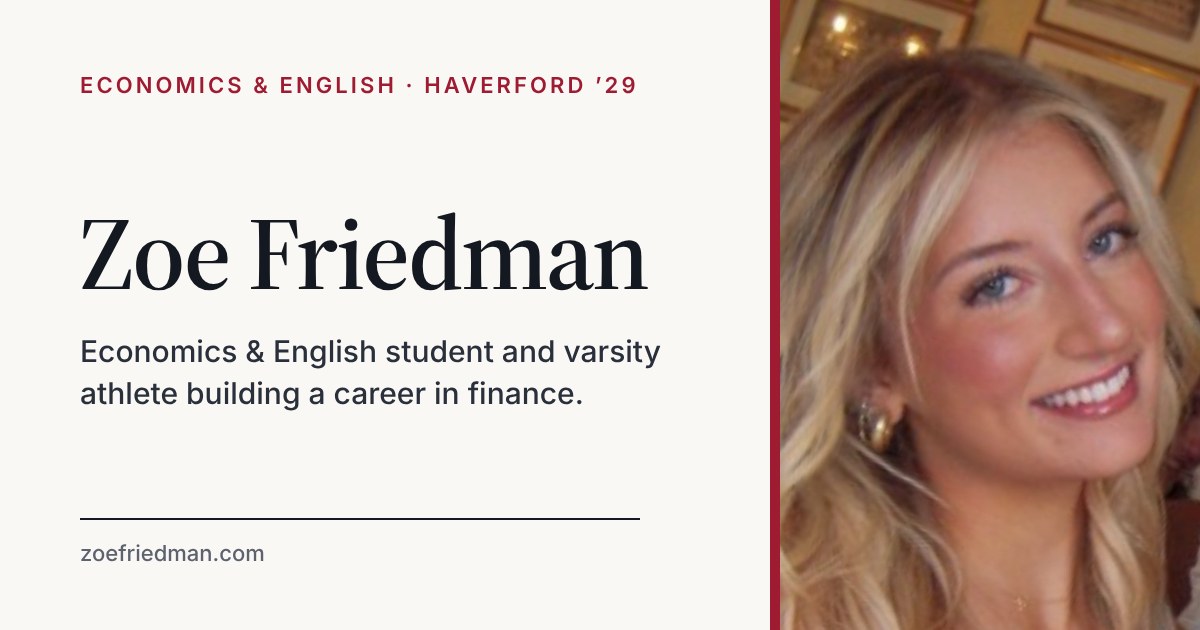 ECONOMICS & ENGLISH · HAVERFORD ’29
Zoe Friedman
Economics & English student and varsity
athlete building a career in finance.
zoefriedman.com